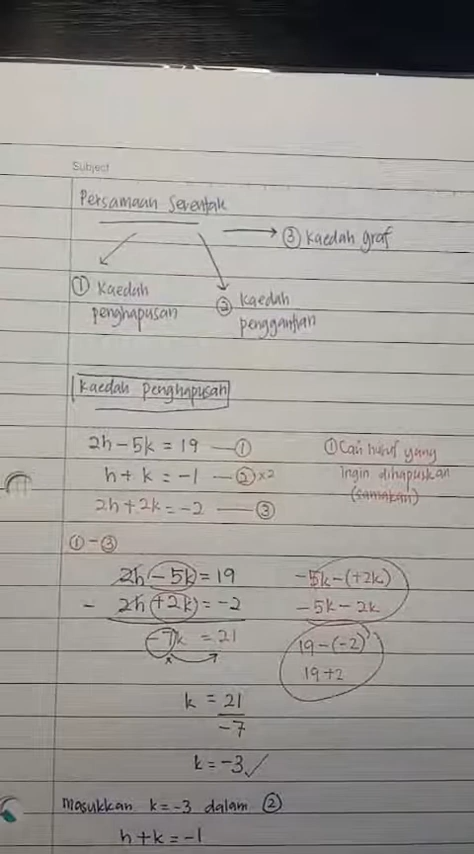 Subject
Persamaan Serentak
③ Kaedah graf
① Kaedah penghapusan
② Kaedah penggantian
Kaedah Penghapusan
2h - 5k = 19 — ①
h + k = -1 — ② ×2
2h + 2k = -2 — ③
① Cari huruf yang
ingin dihapuskan
(samakan)
① - ③
2h - 5k = 19
- 2h + 2k = -2
-7k = 21
-5k - (+2k)
-5k - 2k
19 - (-2)
19 + 2
k = 21
-7
k = -3 ✓
Masukkan k = -3 dalam ②
h + k = -1